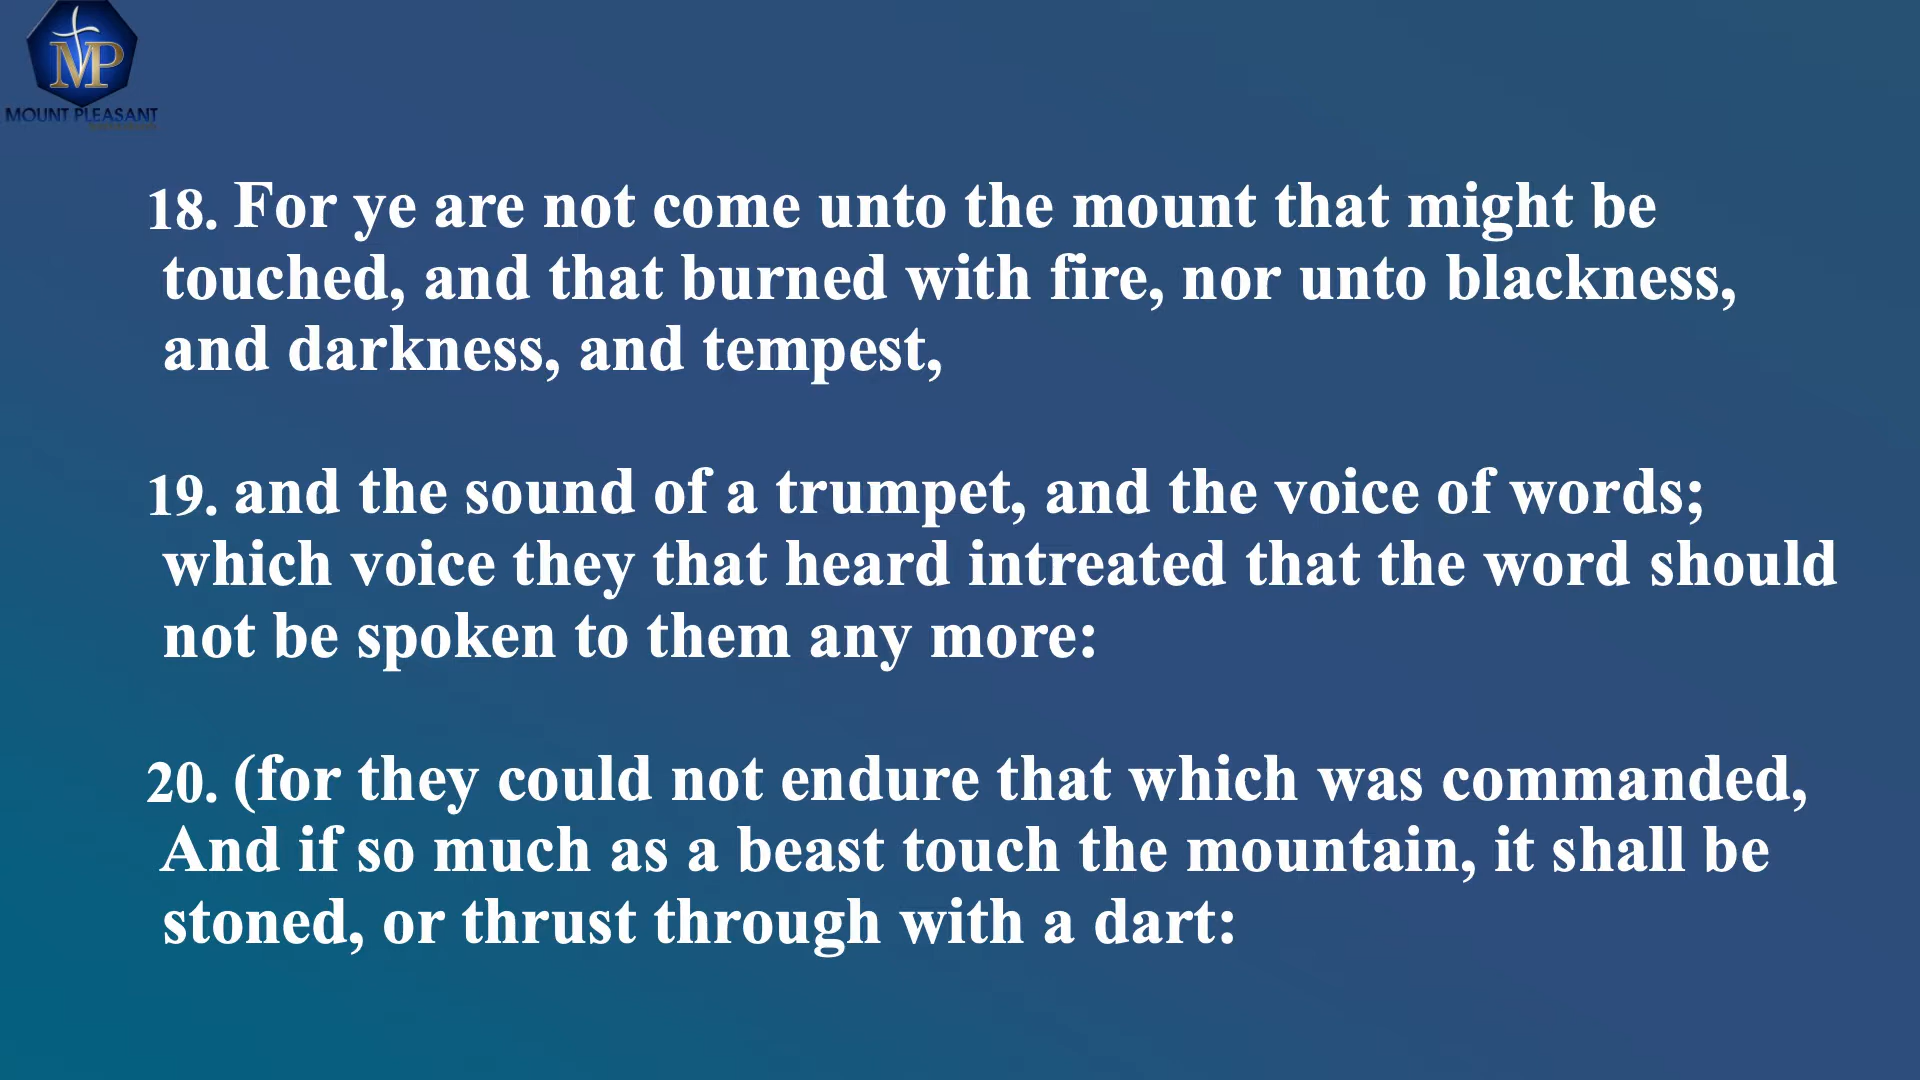 MP
MOUNT PLEASANT
18. For ye are not come unto the mount that might be
touched, and that burned with fire, nor unto blackness,
and darkness, and tempest,
19. and the sound of a trumpet, and the voice of words;
which voice they that heard intreated that the word should
not be spoken to them any more:
20. (for they could not endure that which was commanded,
And if so much as a beast touch the mountain, it shall be
stoned, or thrust through with a dart: